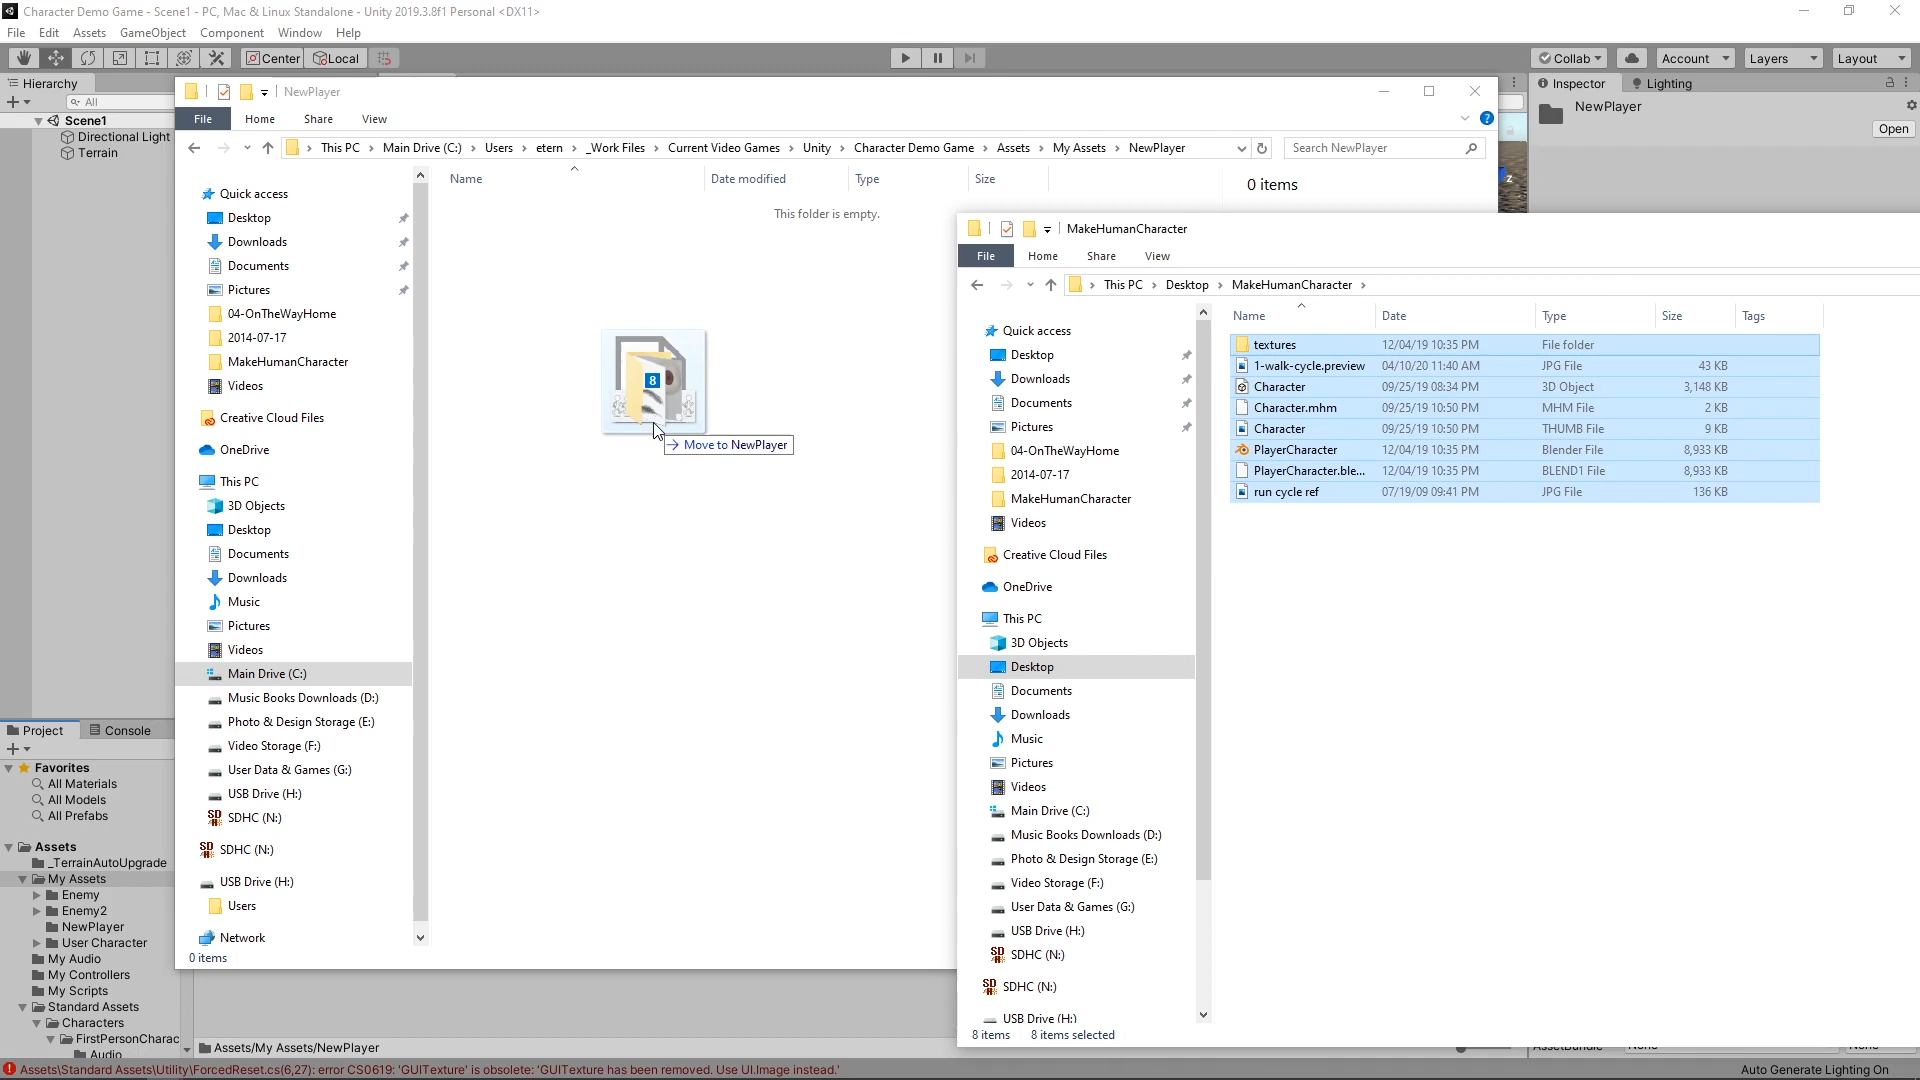 Character Demo Game - Scene1 - PC, Mac & Linux Standalone - Unity 2019.3.8f1 Personal <DX11>
File Edit Assets GameObject Component Window Help
Center Local Collab Account Layers Layout
Hierarchy
All
Scene1
Directional Light
Terrain
NewPlayer
File Home Share View
This PC > Main Drive (C:) > Users > etern > _Work Files > Current Video Games > Unity > Character Demo Game > Assets > My Assets > NewPlayer
Search NewPlayer
Name Date modified Type Size
This folder is empty.
0 items
Quick access
Desktop
Downloads
Documents
Pictures
04-OnTheWayHome
2014-07-17
MakeHumanCharacter
Videos
Creative Cloud Files
OneDrive
This PC
3D Objects
Desktop
Documents
Downloads
Music
Pictures
Videos
Main Drive (C:)
Music Books Downloads (D:)
Photo & Design Storage (E:)
Video Storage (F:)
User Data & Games (G:)
USB Drive (H:)
SDHC (N:)
SDHC (N:)
USB Drive (H:)
Users
Network
0 items
8
Move to NewPlayer
MakeHumanCharacter
File Home Share View
This PC > Desktop > MakeHumanCharacter >
Name Date Type Size Tags
textures 12/04/19 10:35 PM File folder
1-walk-cycle.preview 04/10/20 11:40 AM JPG File 43 KB
Character 09/25/19 08:34 PM 3D Object 3,148 KB
Character.mhm 09/25/19 10:50 PM MHM File 2 KB
Character 09/25/19 10:50 PM THUMB File 9 KB
PlayerCharacter 12/04/19 10:35 PM Blender File 8,933 KB
PlayerCharacter.ble... 12/04/19 10:35 PM BLEND1 File 8,933 KB
run cycle ref 07/19/09 09:41 PM JPG File 136 KB
Quick access
Desktop
Downloads
Documents
Pictures
04-OnTheWayHome
2014-07-17
MakeHumanCharacter
Videos
Creative Cloud Files
OneDrive
This PC
3D Objects
Desktop
Documents
Downloads
Music
Pictures
Videos
Main Drive (C:)
Music Books Downloads (D:)
Photo & Design Storage (E:)
Video Storage (F:)
User Data & Games (G:)
USB Drive (H:)
SDHC (N:)
SDHC (N:)
USB Drive (H:)
8 items 8 items selected
Inspector Lighting
NewPlayer
Open
z
Project Console
Favorites
All Materials
All Models
All Prefabs
Assets
_TerrainAutoUpgrade
My Assets
Enemy
Enemy2
NewPlayer
User Character
My Audio
My Controllers
My Scripts
Standard Assets
Characters
FirstPersonCharac
Audio
Assets/My Assets/NewPlayer
Assets\Standard Assets\Utility\ForcedReset.cs(6,27): error CS0619: 'GUITexture' is obsolete: 'GUITexture has been removed. Use UI.Image instead.'
Auto Generate Lighting On